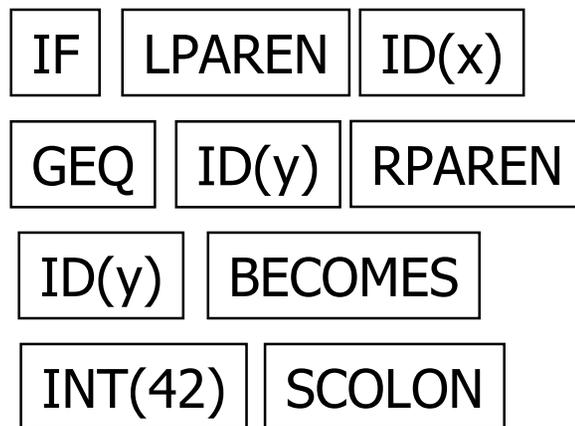 IF LPAREN ID(x)
GEQ ID(y) RPAREN
ID(y) BECOMES
INT(42) SCOLON